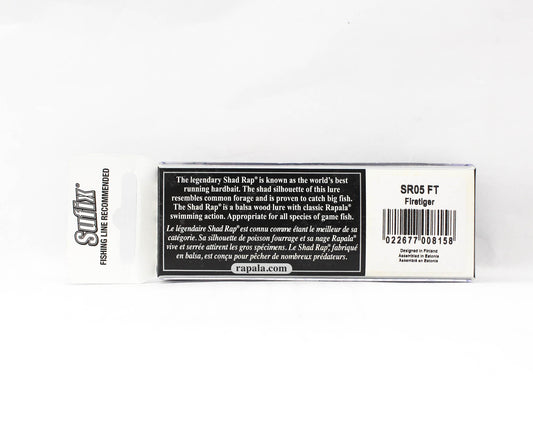 Sufix®
FISHING LINE RECOMMENDED
The legendary Shad Rap® is known as the world's best
running hardbait. The shad silhouette of this lure
resembles common forage and is proven to catch big fish.
The Shad Rap® is a balsa wood lure with classic Rapala®
swimming action. Appropriate for all species of game fish.
Le légendaire Shad Rap® est connu comme étant le meilleur de sa
catégorie. Sa silhouette de poisson fourrage et sa nage Rapala®
vive et serrée attirent les gros spécimens. Le Shad Rap®, fabriqué
en balsa, est conçu pour pêcher de nombreux prédateurs.
rapala.com
SR05 FT
Firetiger
022677 008158
Designed in Finland
Assembled in Estonia
Assemblé en Estonie